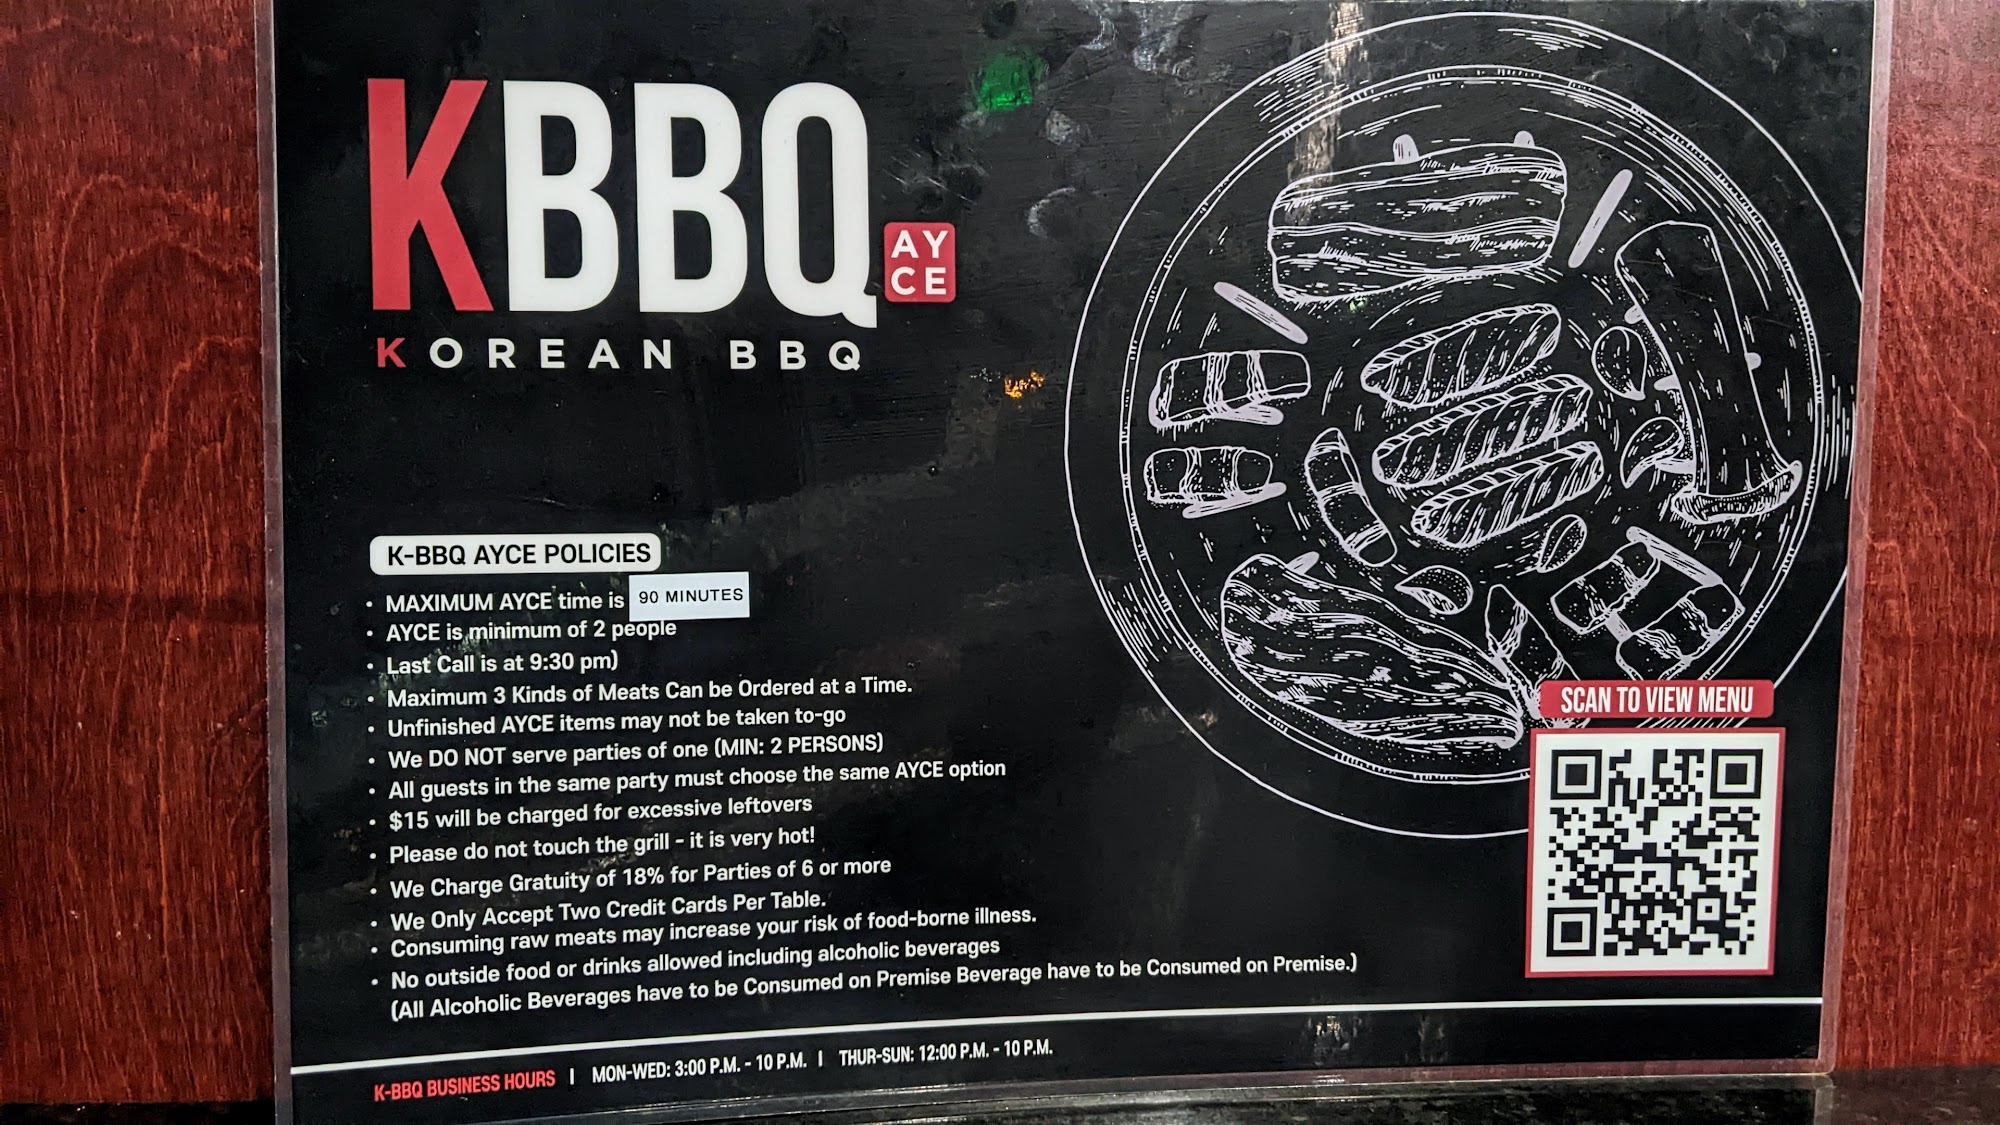 KBBQ
AY
CE
KOREAN BBQ
K-BBQ AYCE POLICIES
• MAXIMUM AYCE time is 90 MINUTES
• AYCE is minimum of 2 people
• Last Call is at 9:30 pm)
• Maximum 3 Kinds of Meats Can be Ordered at a Time.
• Unfinished AYCE items may not be taken to-go
• We DO NOT serve parties of one (MIN: 2 PERSONS)
• All guests in the same party must choose the same AYCE option
• $15 will be charged for excessive leftovers
• Please do not touch the grill - it is very hot!
• We Charge Gratuity of 18% for Parties of 6 or more
• We Only Accept Two Credit Cards Per Table.
• Consuming raw meats may increase your risk of food-borne illness.
• No outside food or drinks allowed including alcoholic beverages
(All Alcoholic Beverages have to be Consumed on Premise Beverage have to be Consumed on Premise.)
SCAN TO VIEW MENU
K-BBQ BUSINESS HOURS | MON-WED: 3:00 P.M. - 10 P.M. | THUR-SUN: 12:00 P.M. - 10 P.M.